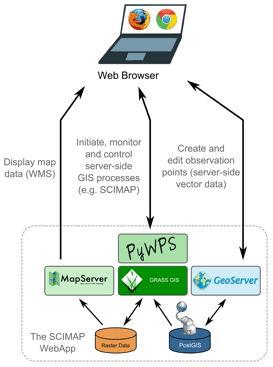 Web Browser
Initiate, monitor
and control
server-side
GIS processes
(e.g. SCIMAP)
Display map
data (WMS)
Create and
edit observation
points (server-side
vector data)
PyWPS
MapServer
GRASS GIS
GeoServer
The SCIMAP
WebApp
Raster Data
PostGIS